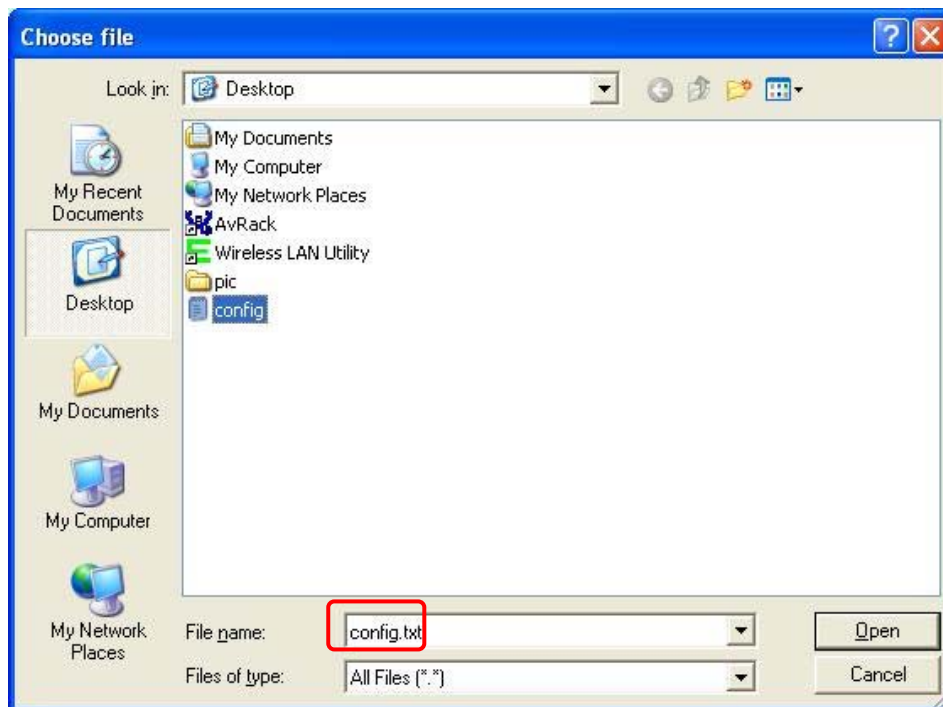 Choose file
Look in: Desktop
My Recent
Documents
Desktop
My Documents
My Computer
My Network
Places
My Documents
My Computer
My Network Places
AvRack
Wireless LAN Utility
pic
config
File name: config.txt Open
Files of type: All Files (*.*) Cancel